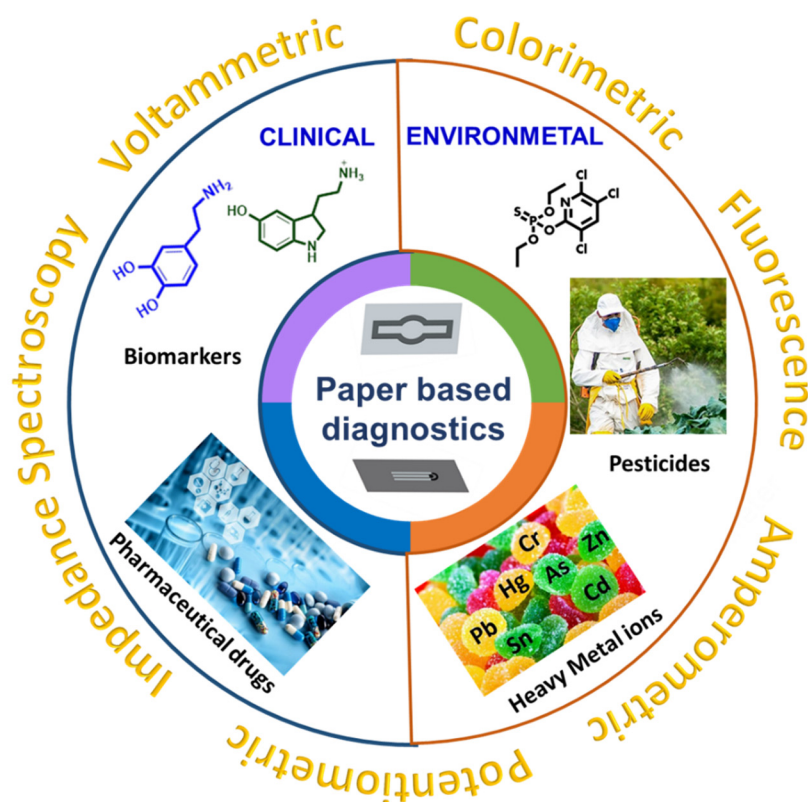 Voltammetric
Colorimetric
Fluorescence
Amperometric
Potentiometric
Impedance Spectroscopy
CLINICAL
ENVIRONMETAL
NH₂
HO
HO
+
NH₃
HO
N
H
Cl
Cl
Cl
N
S
P
O
O
O
Biomarkers
Pesticides
Paper based
diagnostics
Pharmaceutical drugs
Cr
Zn
Hg
As
Cd
Pb
Sn
Heavy Metal ions